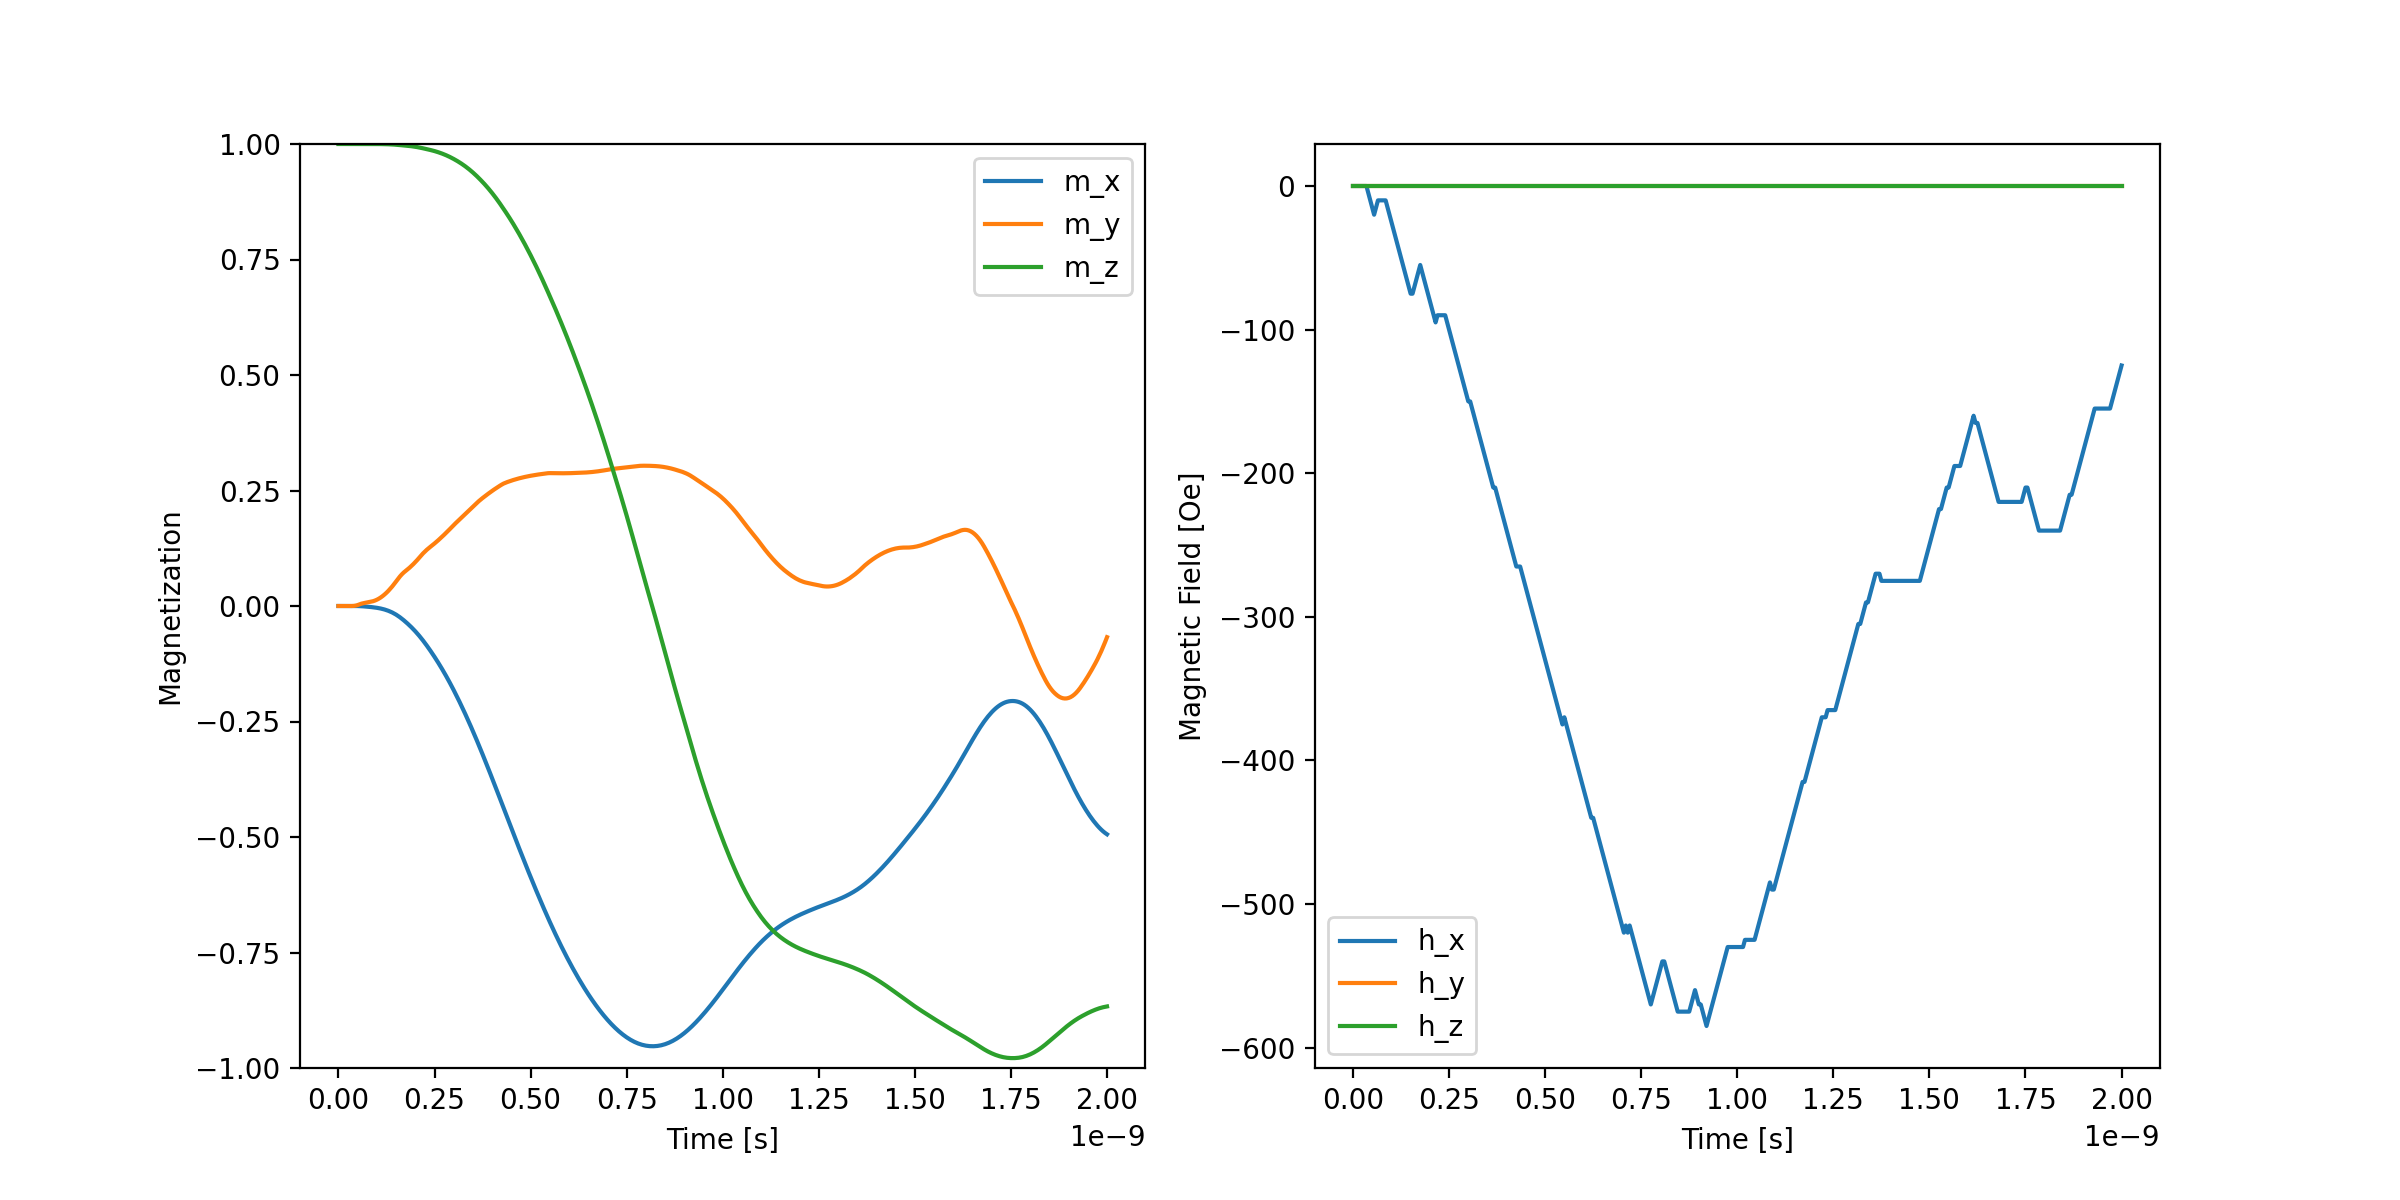 1.00
0.75
0.50
0.25
0.00
−0.25
−0.50
−0.75
−1.00
Magnetization
m_x
m_y
m_z
0.00 0.25 0.50 0.75 1.00 1.25 1.50 1.75 2.00
Time [s]
1e−9
0
−100
−200
−300
−400
−500
−600
Magnetic Field [Oe]
h_x
h_y
h_z
0.00 0.25 0.50 0.75 1.00 1.25 1.50 1.75 2.00
Time [s]
1e−9